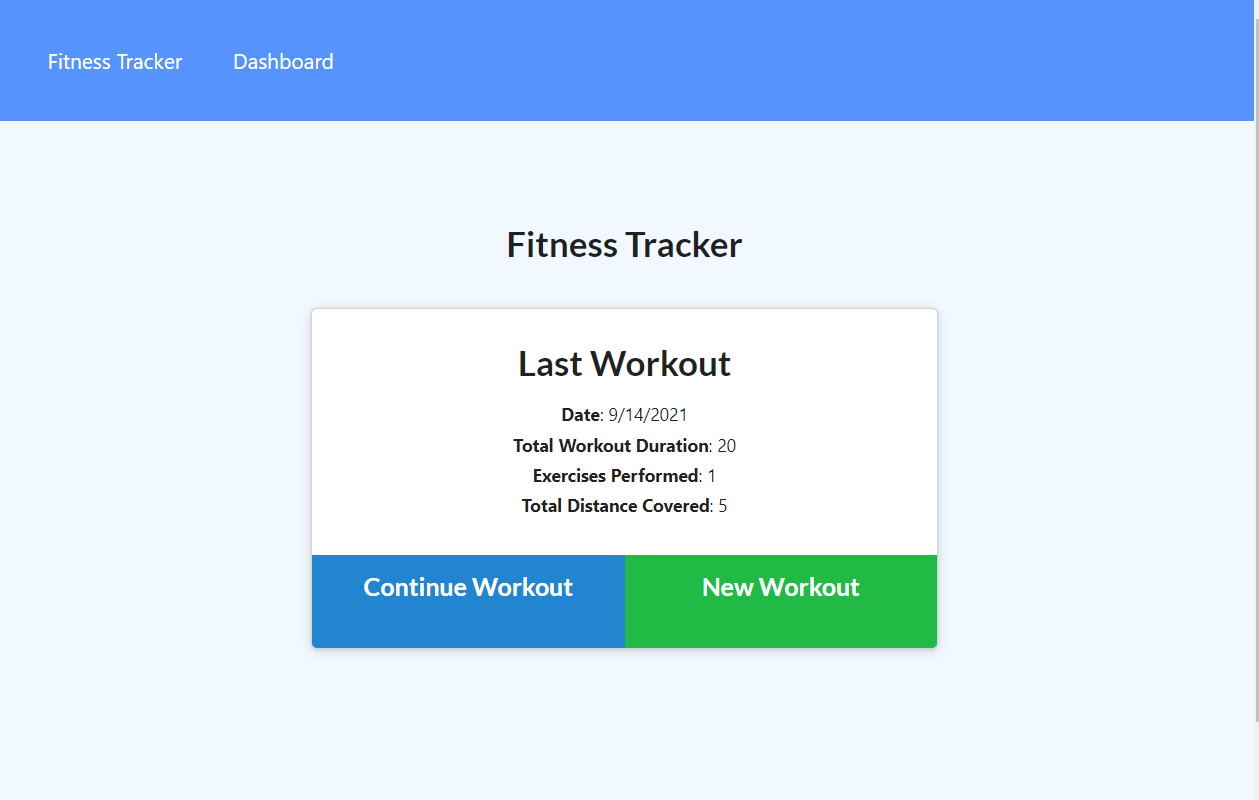 Fitness Tracker Dashboard
Fitness Tracker
Last Workout
Date: 9/14/2021
Total Workout Duration: 20
Exercises Performed: 1
Total Distance Covered: 5
Continue Workout New Workout